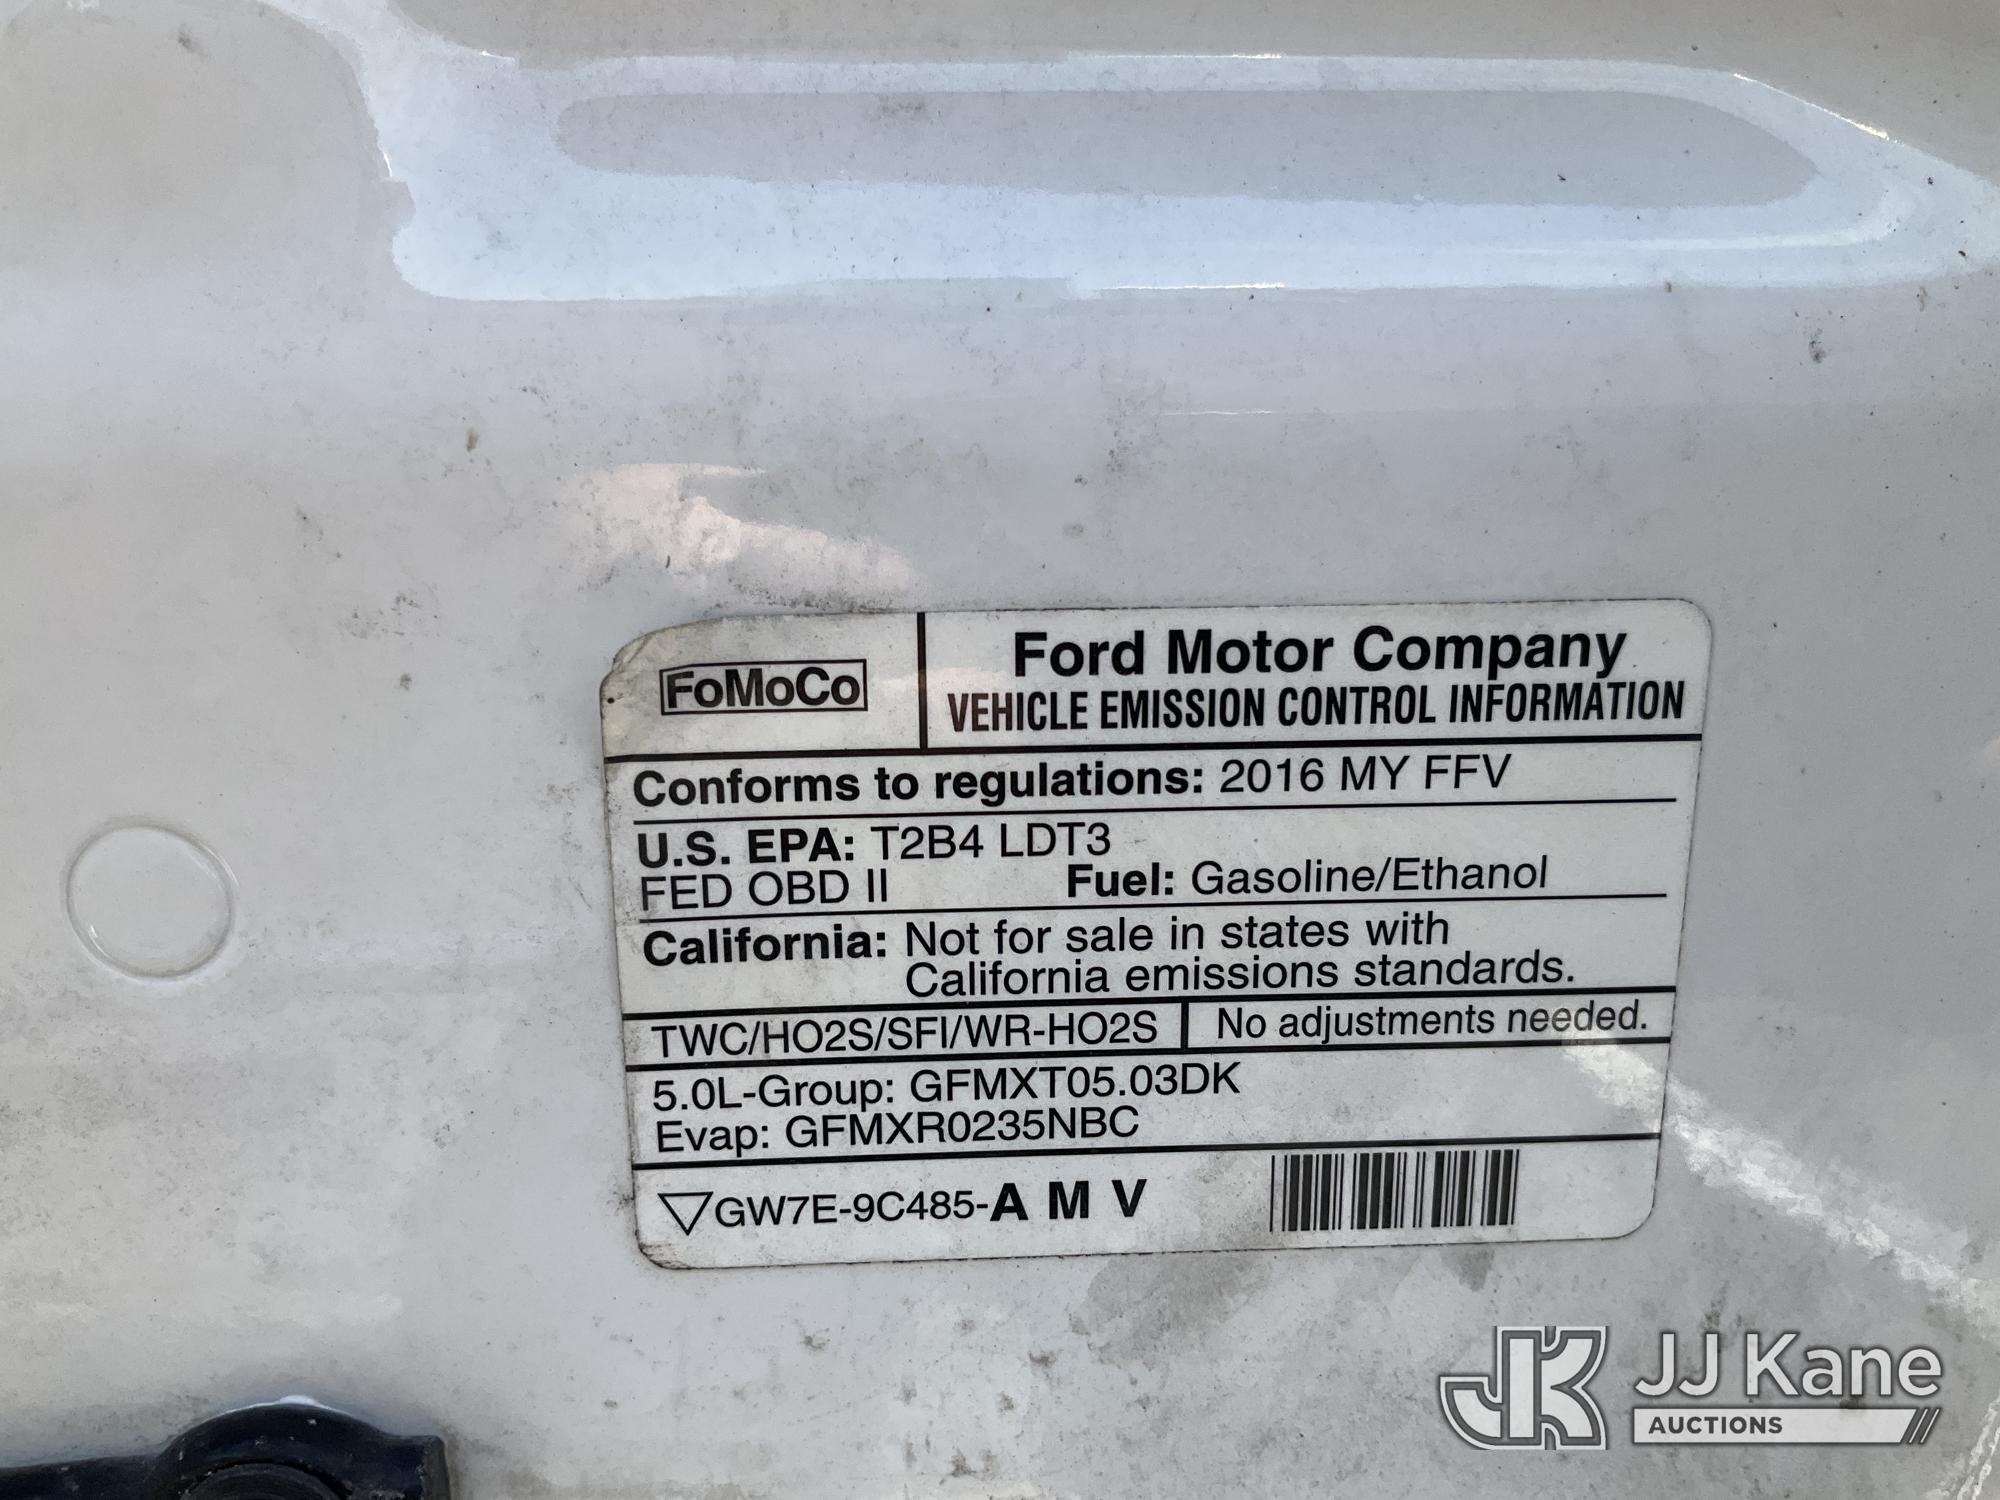 FoMoCo
Ford Motor Company
VEHICLE EMISSION CONTROL INFORMATION
Conforms to regulations: 2016 MY FFV
U.S. EPA: T2B4 LDT3
FED OBD II Fuel: Gasoline/Ethanol
California: Not for sale in states with
California emissions standards.
TWC/HO2S/SFI/WR-HO2S No adjustments needed.
5.0L-Group: GFMXT05.03DK
Evap: GFMXR0235NBC
GW7E-9C485-A M V
JK JJ Kane
AUCTIONS